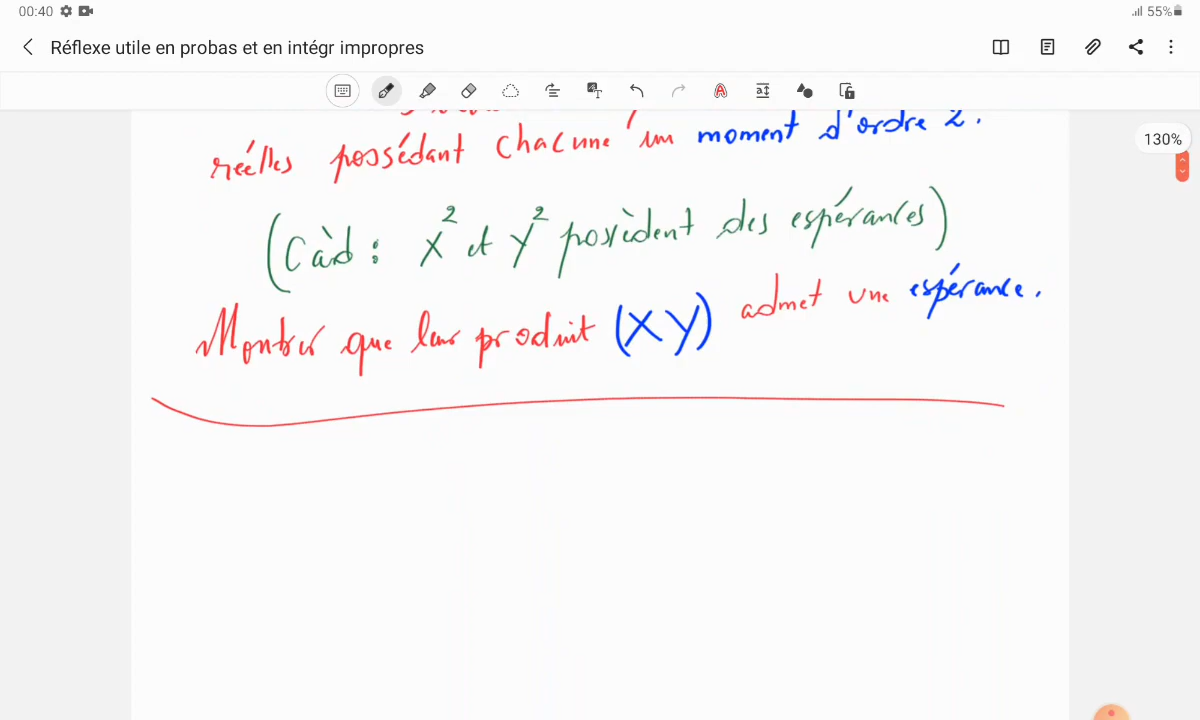 00:40
55%
Réflexe utile en probas et en intégr impropres
130%
réelles possédant chacune un moment d'ordre 2.
(Càd : X² et Y² possèdent des espérances)
Montrer que leur produit (XY) admet une espérance.